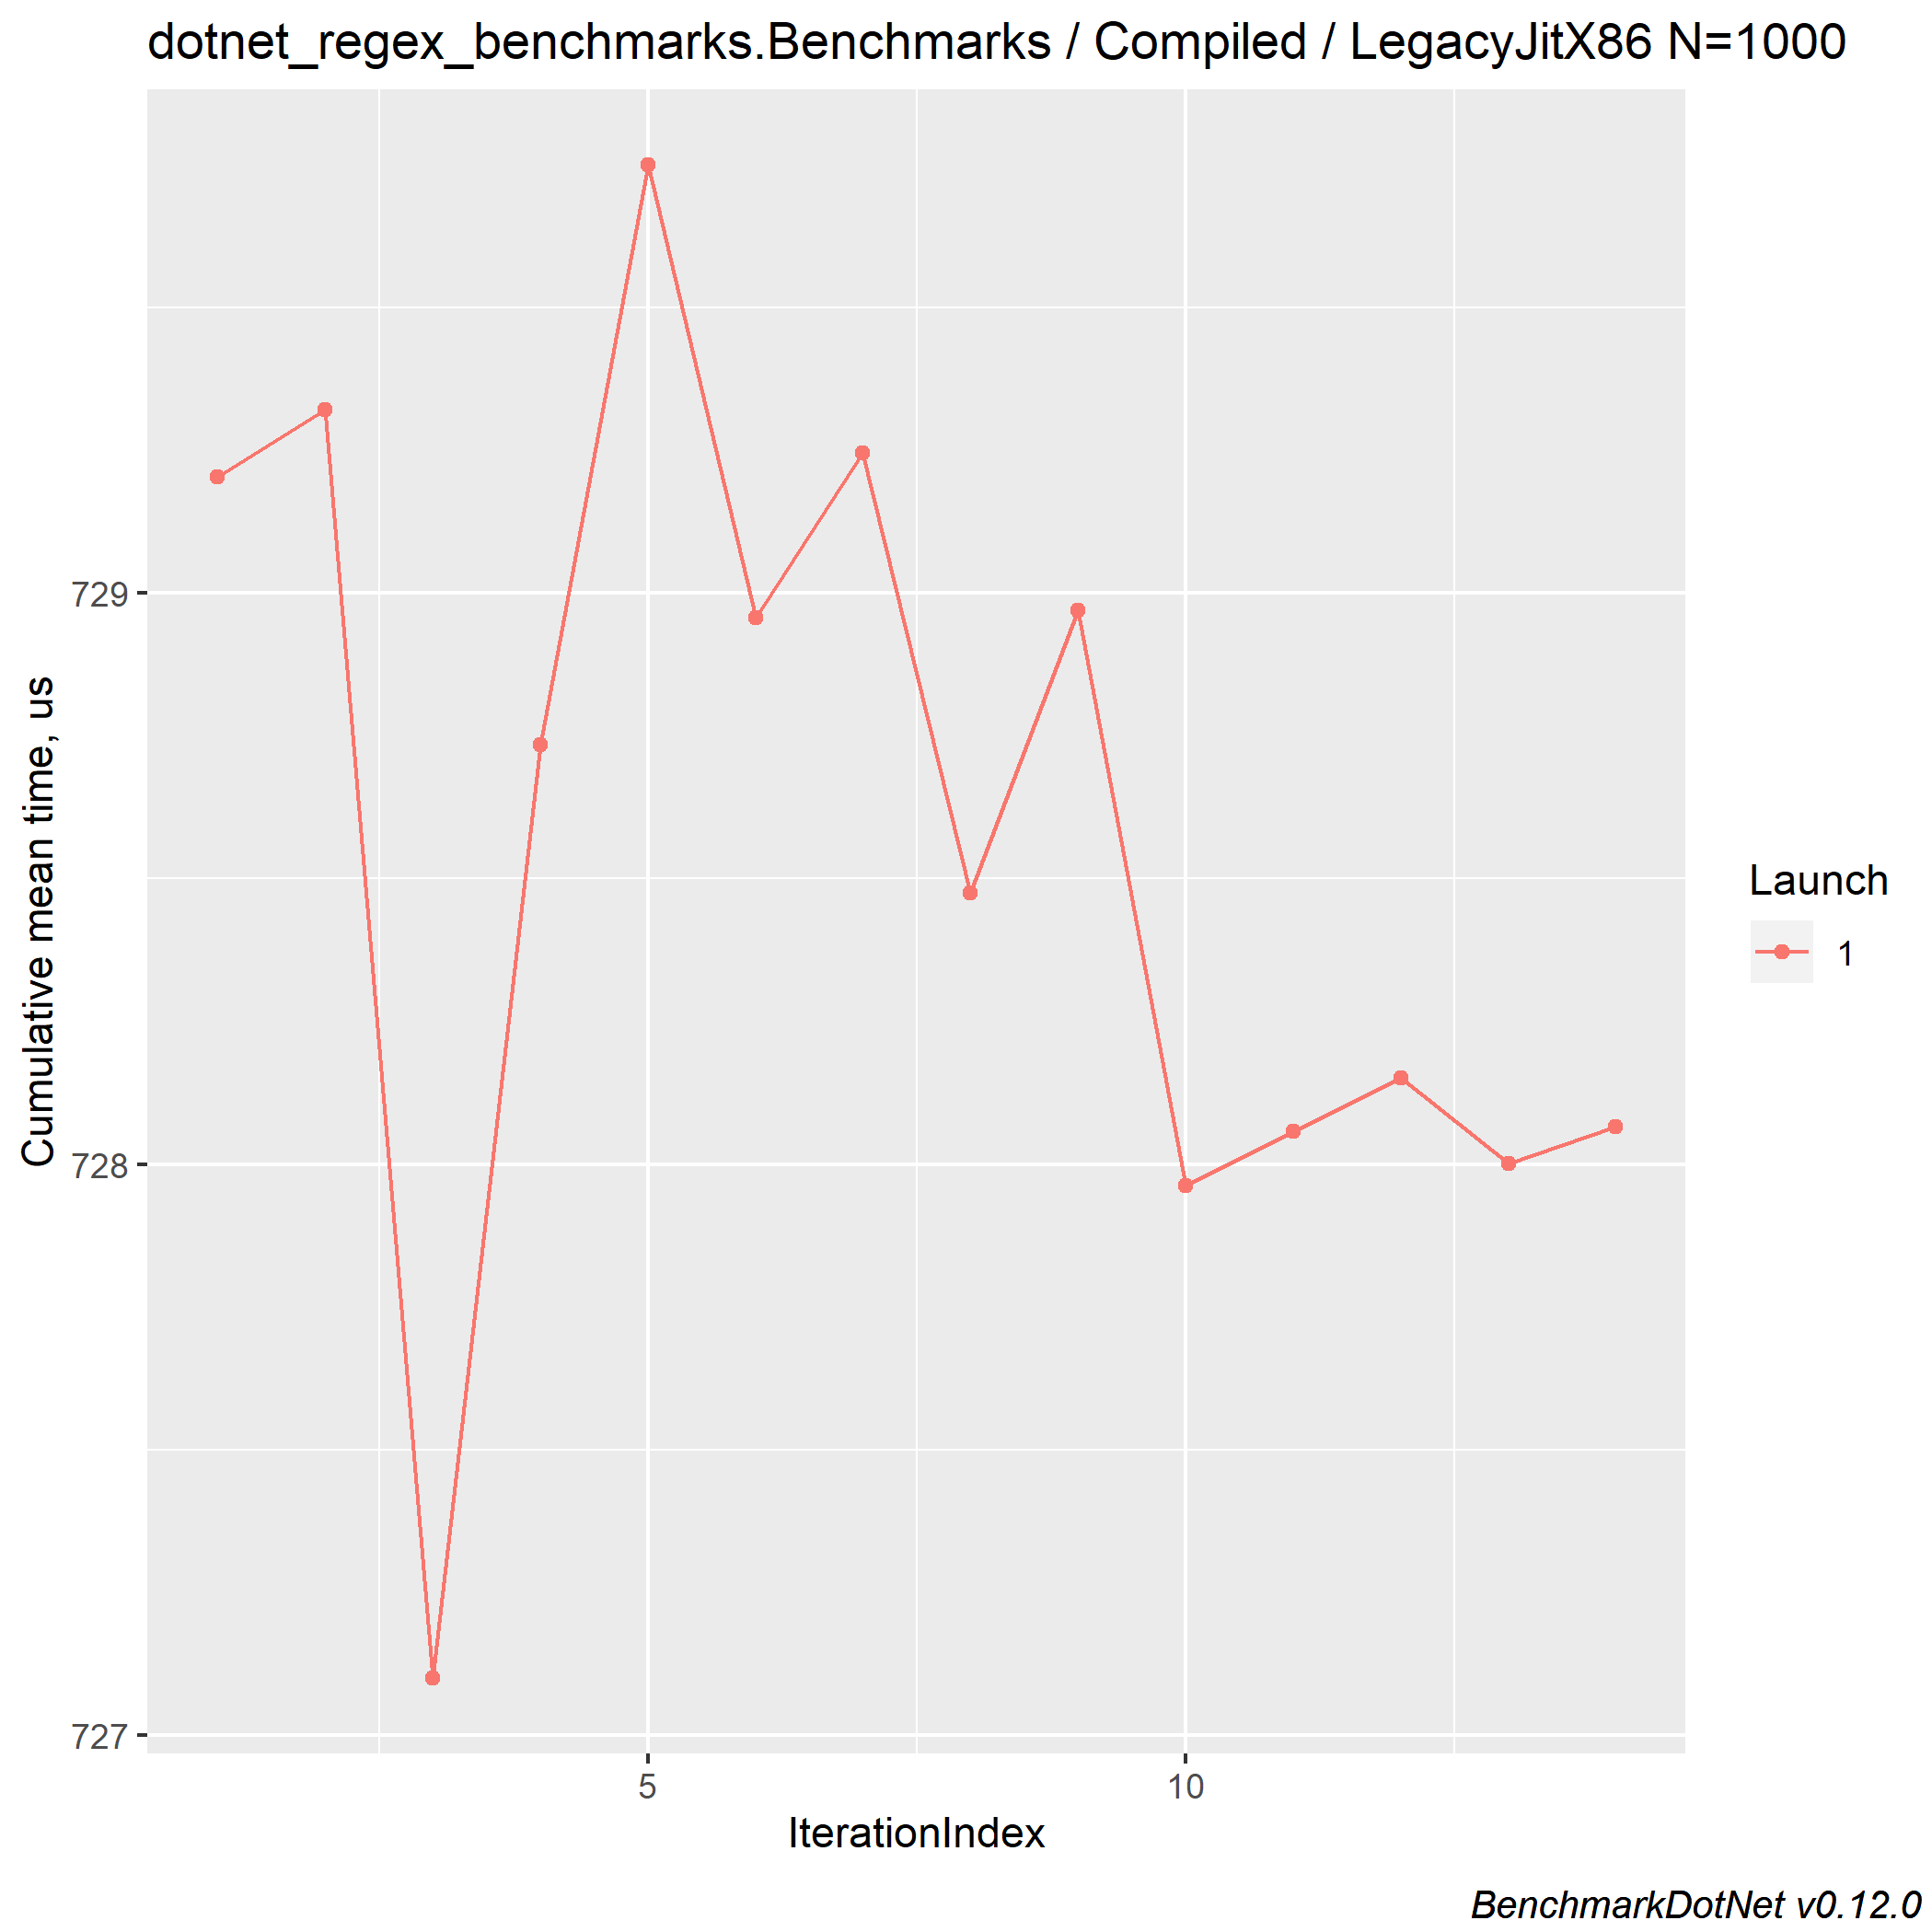 dotnet_regex_benchmarks.Benchmarks / Compiled / LegacyJitX86 N=1000
Cumulative mean time, us
729
728
727
5
10
IterationIndex
Launch
1
BenchmarkDotNet v0.12.0